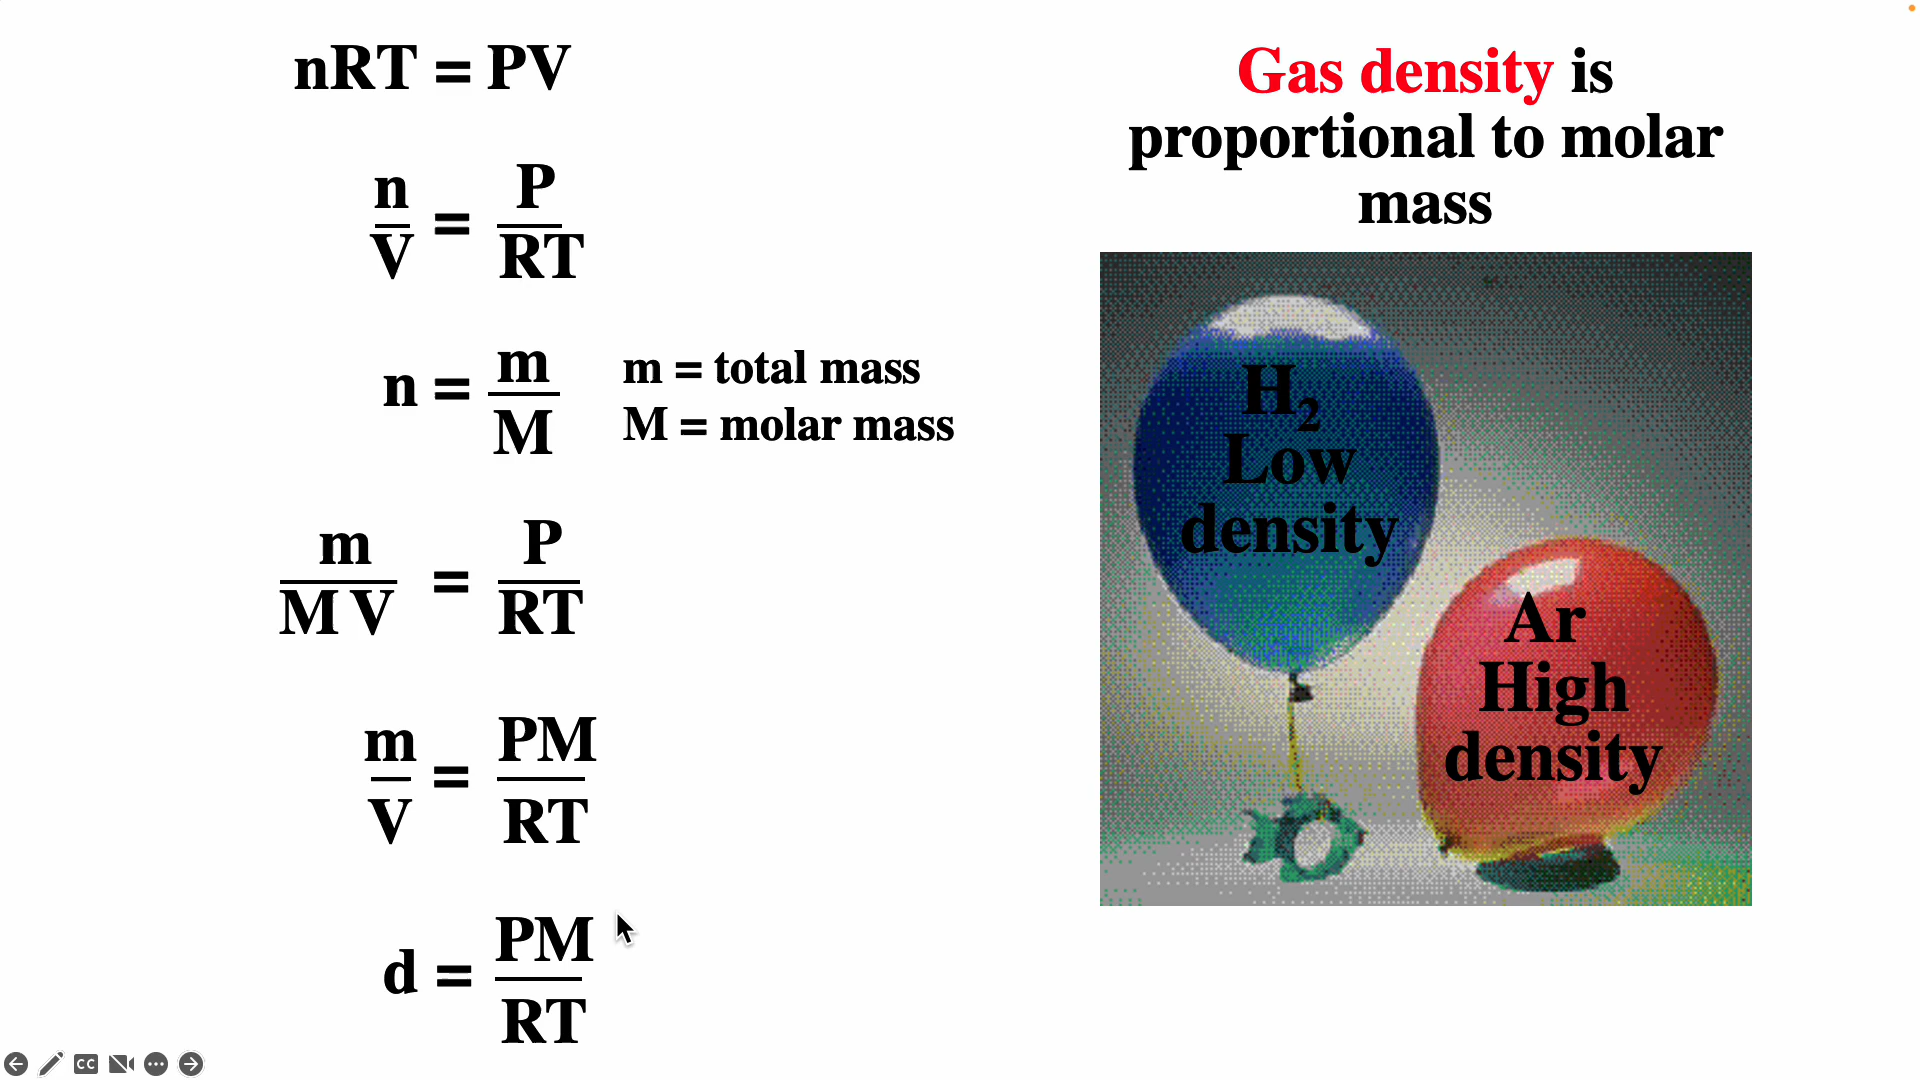 nRT = PV
n/V = P/RT
n = m/M
m = total mass
M = molar mass
m/M V = P/RT
m/V = PM/RT
d = PM/RT
Gas density is
proportional to molar
mass
H₂
Low
density
Ar
High
density
CC